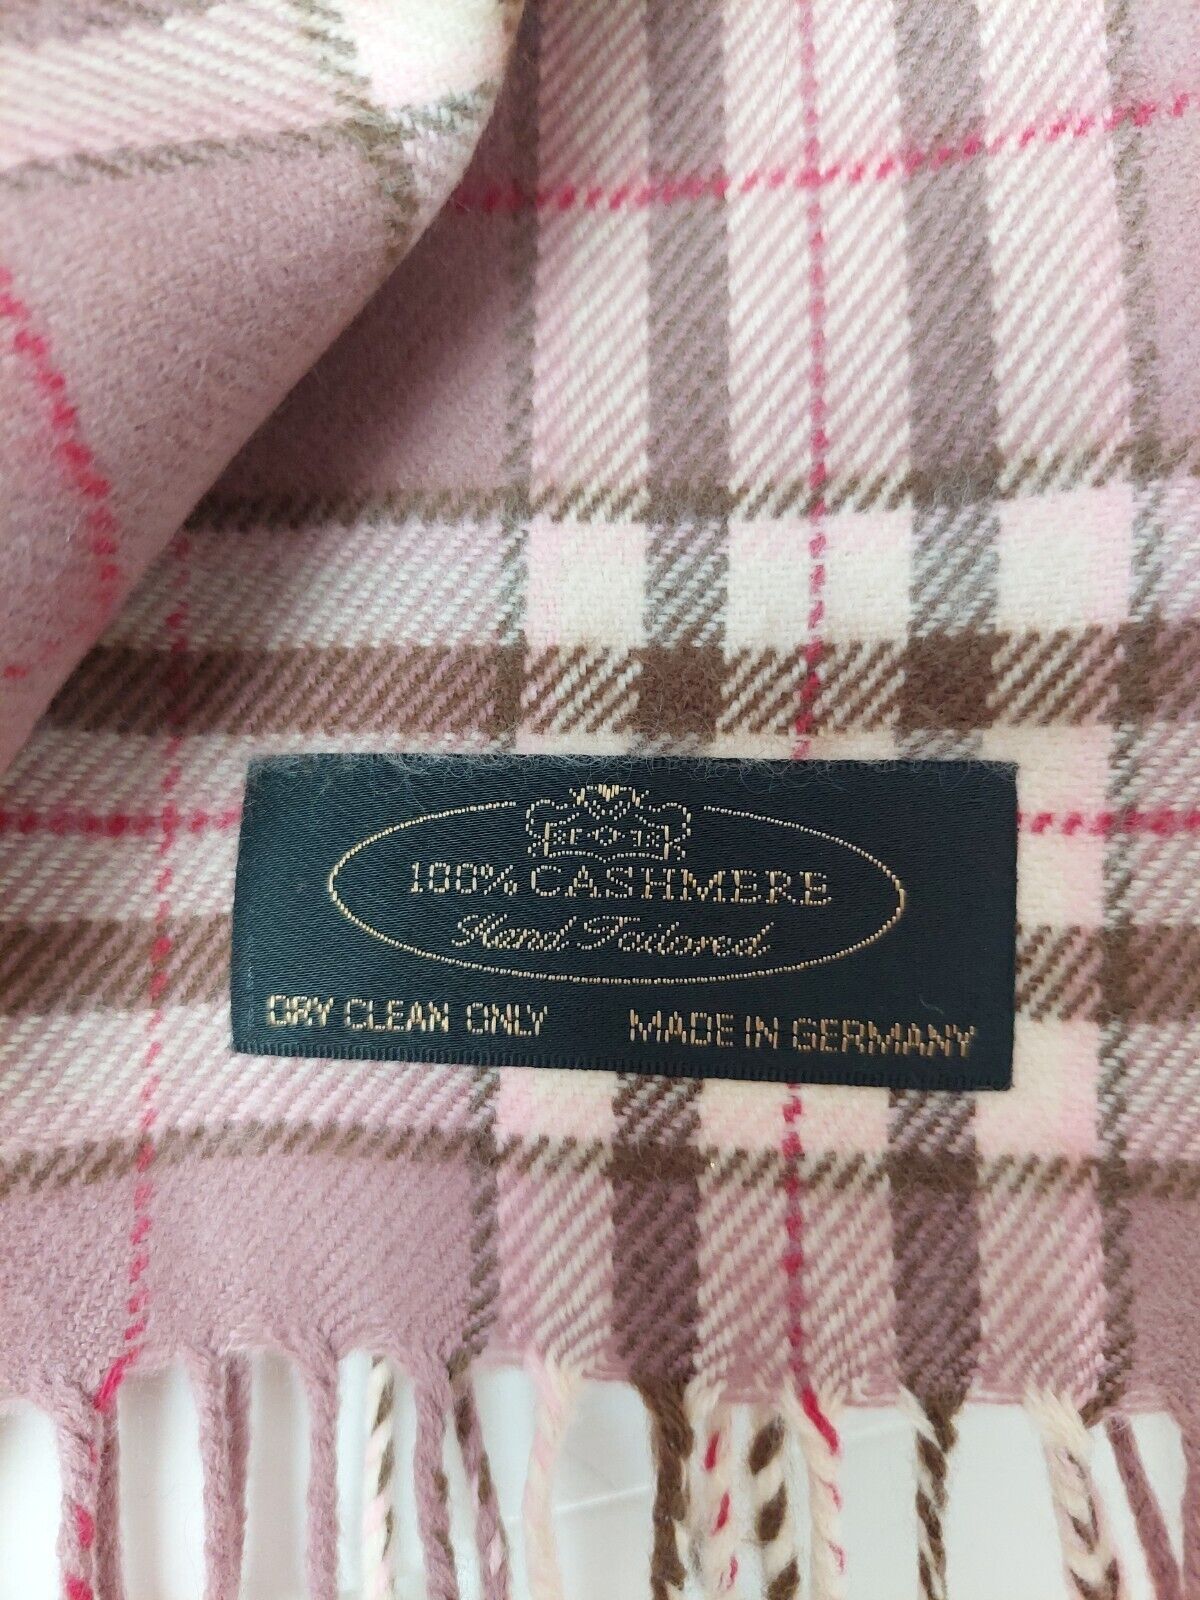 100% CASHMERE
Hand Tailored
DRY CLEAN ONLY MADE IN GERMANY